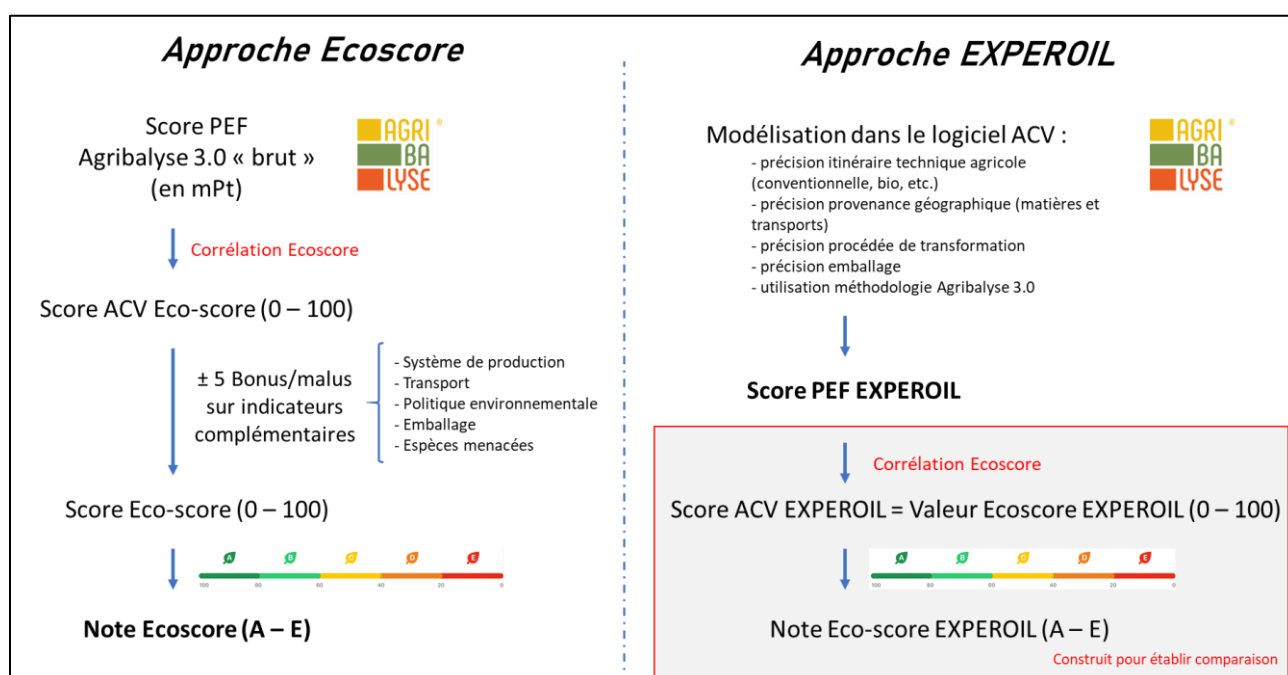 Approche Ecoscore
Score PEF
Agribalyse 3.0 « brut »
(en mPt)
AGRI ®
BA
LYSE
Corrélation Ecoscore
Score ACV Eco-score (0 – 100)
± 5 Bonus/malus
sur indicateurs
complémentaires
- Système de production
- Transport
- Politique environnementale
- Emballage
- Espèces menacées
Score Eco-score (0 – 100)
A B C D E
100 80 60 40 20 0
Note Ecoscore (A – E)
Approche EXPEROIL
Modélisation dans le logiciel ACV :
- précision itinéraire technique agricole
(conventionnelle, bio, etc.)
- précision provenance géographique (matières et
transports)
- précision procédée de transformation
- précision emballage
- utilisation méthodologie Agribalyse 3.0
AGRI ®
BA
LYSE
Score PEF EXPEROIL
Corrélation Ecoscore
Score ACV EXPEROIL = Valeur Ecoscore EXPEROIL (0 – 100)
A B C D E
100 80 60 40 20 0
Note Eco-score EXPEROIL (A – E)
Construit pour établir comparaison